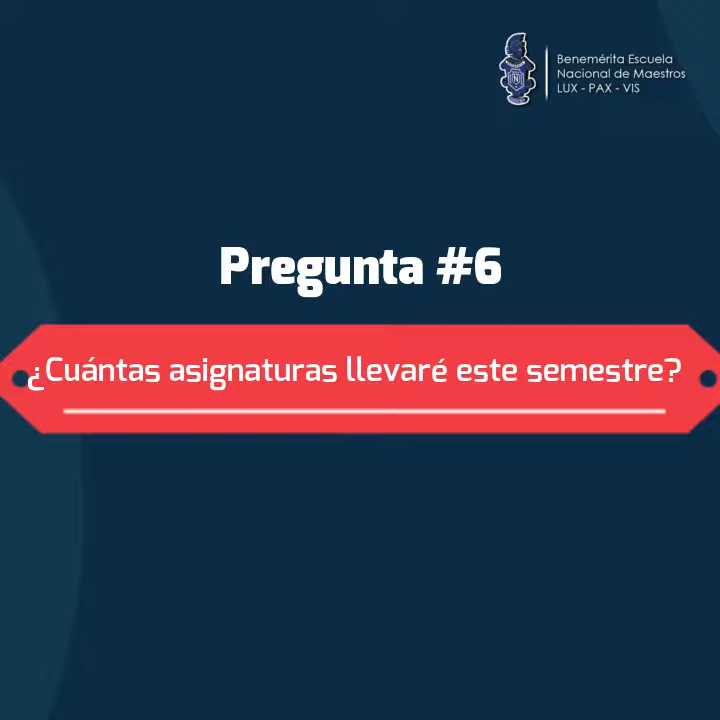 Benemérita Escuela
Nacional de Maestros
LUX - PAX - VIS
Pregunta #6
¿Cuántas asignaturas llevaré este semestre?